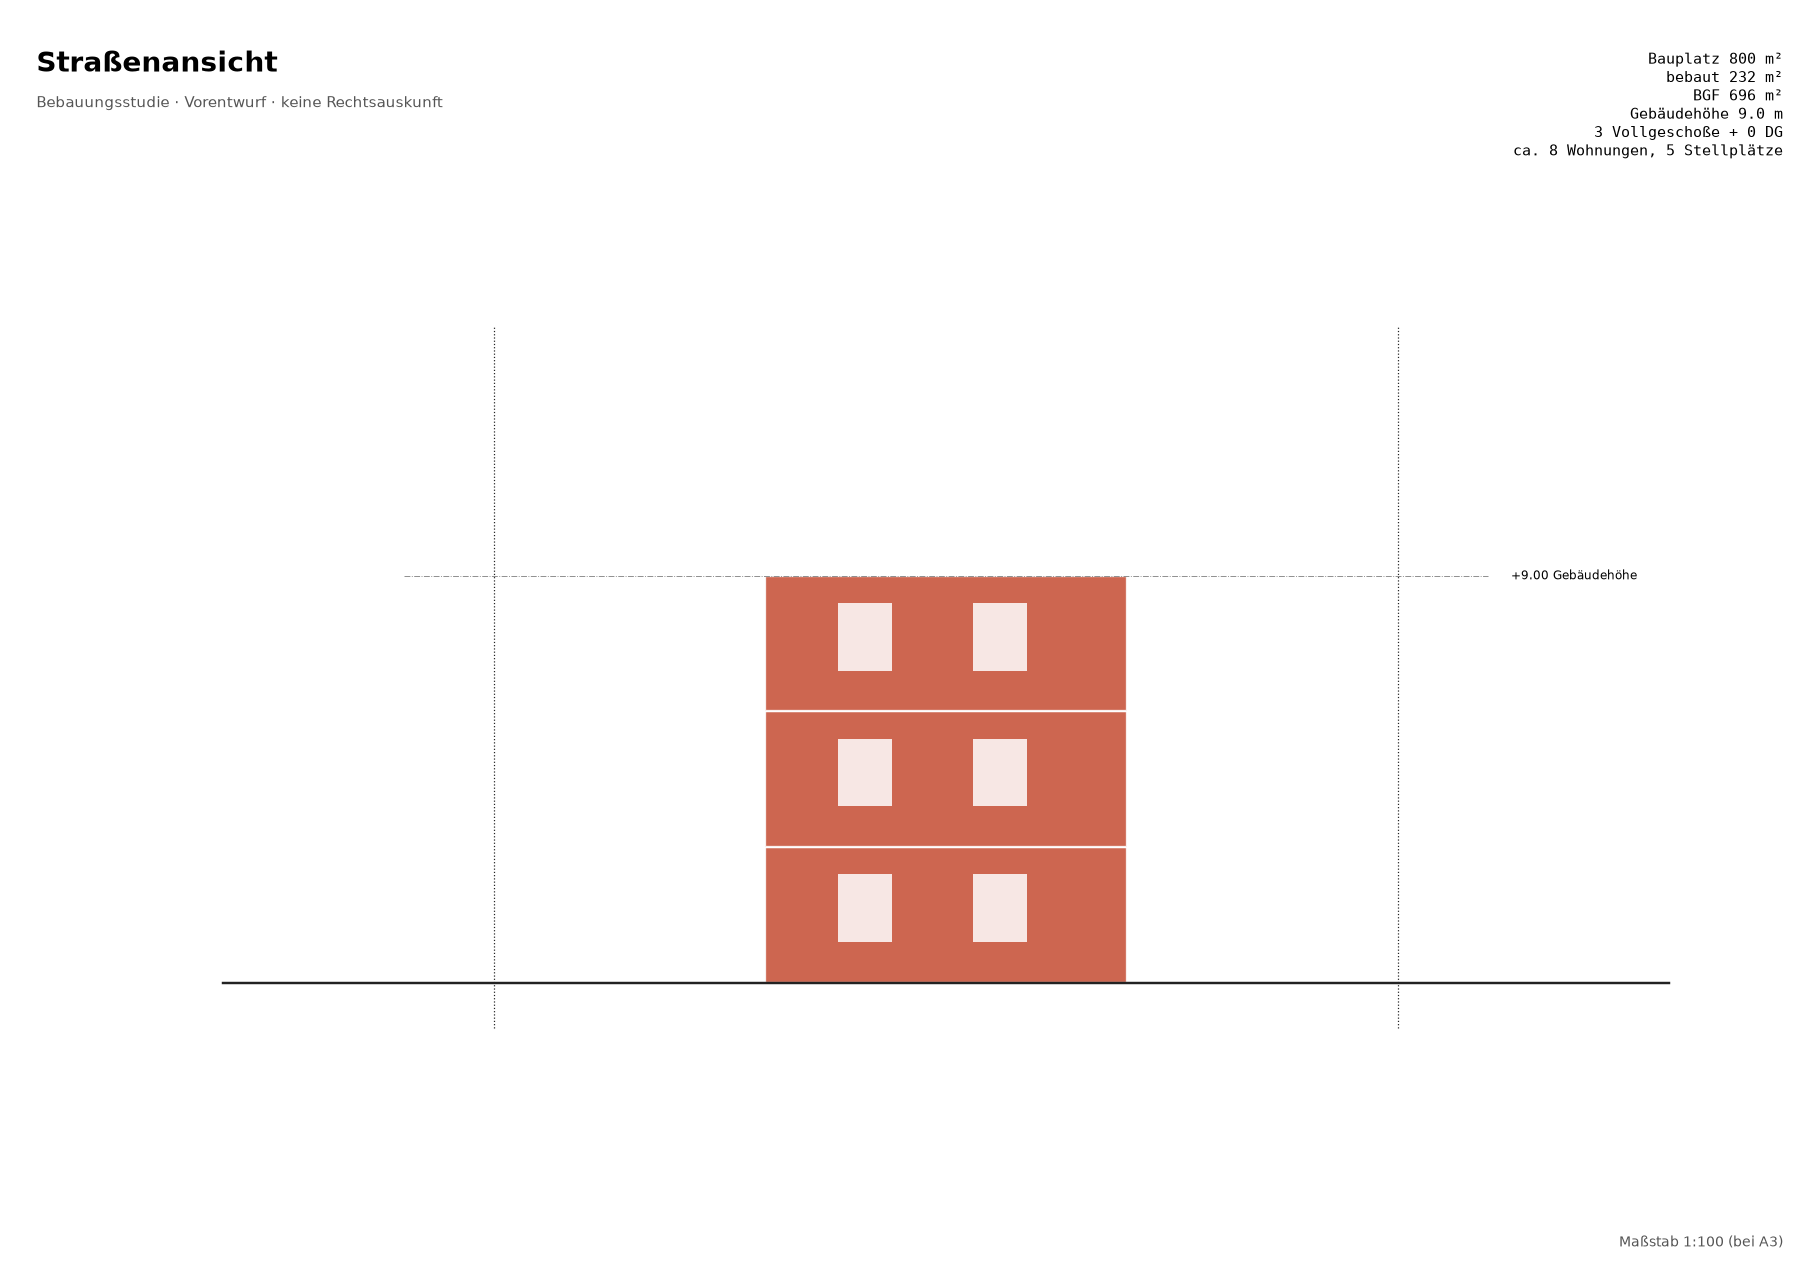 Straßenansicht
Bebauungsstudie · Vorentwurf · keine Rechtsauskunft
Bauplatz 800 m²
bebaut 232 m²
BGF 696 m²
Gebäudehöhe 9.0 m
3 Vollgeschoße + 0 DG
ca. 8 Wohnungen, 5 Stellplätze
+9.00 Gebäudehöhe
Maßstab 1:100 (bei A3)